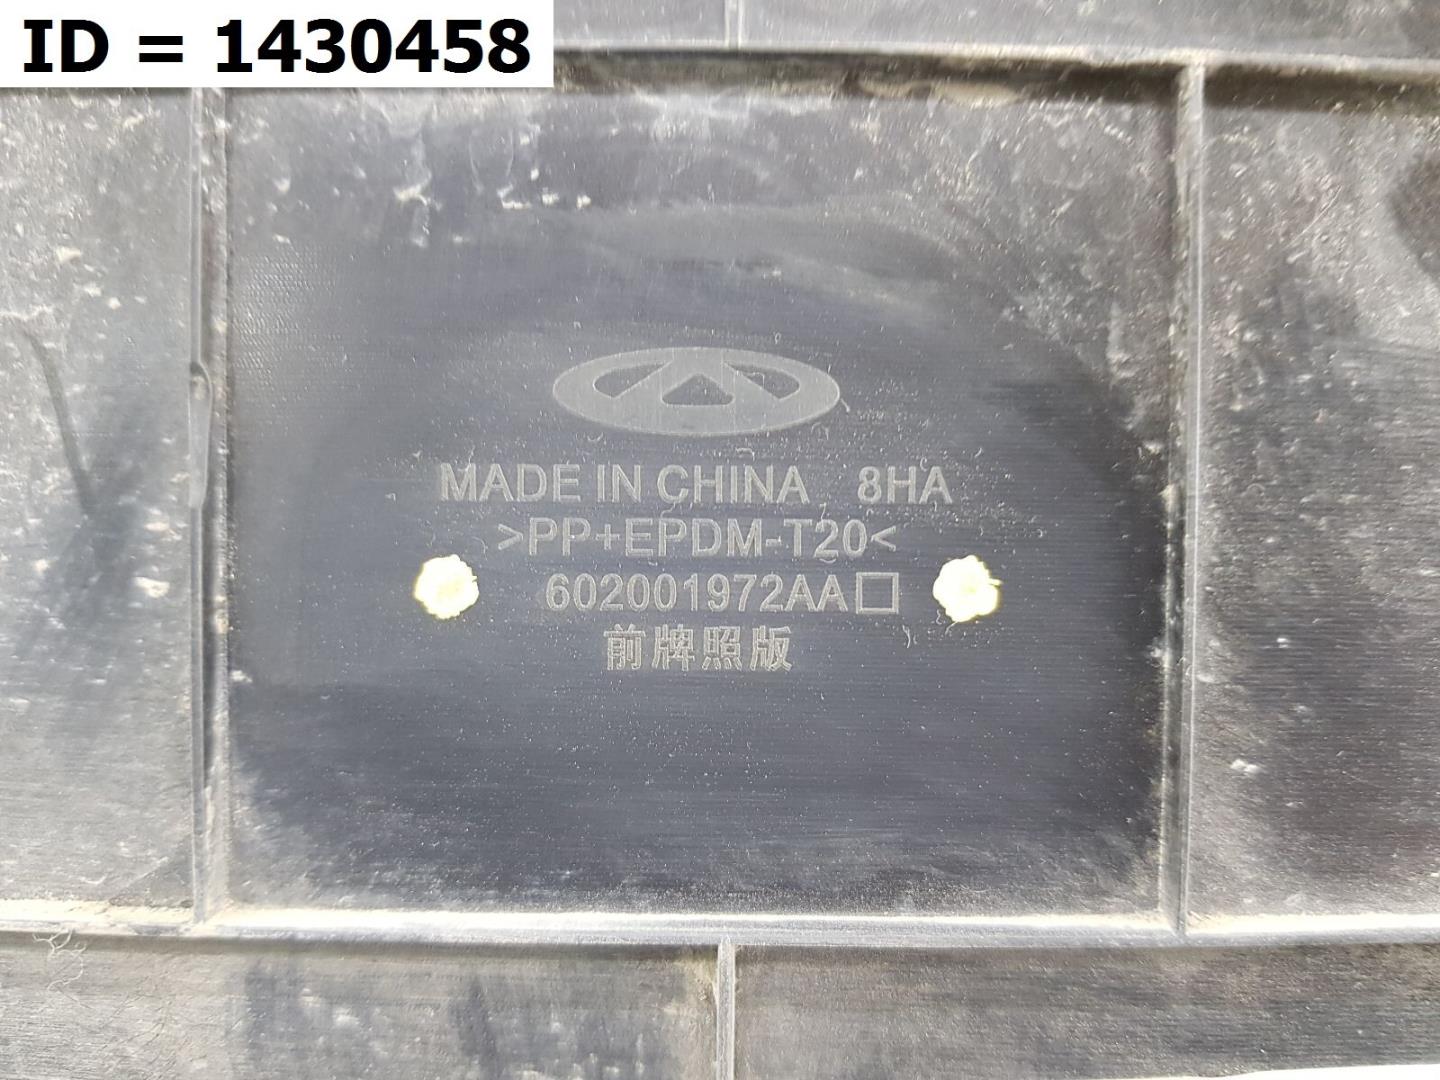 ID = 1430458
MADE IN CHINA 8HA
>PP+EPDM-T20<
602001972AA□
前牌照版